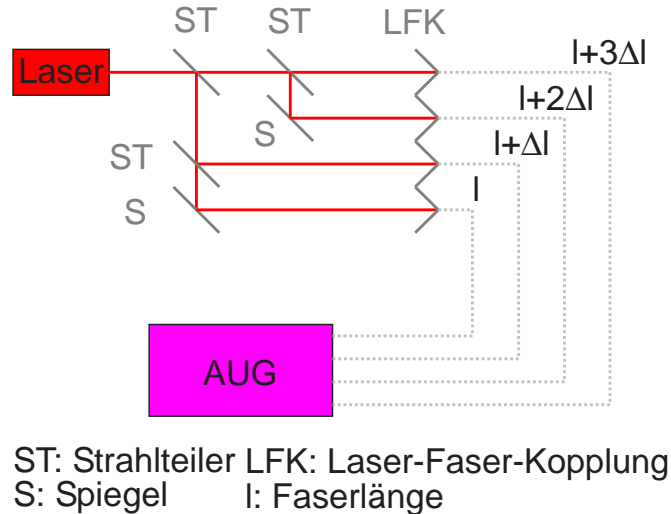 ST ST LFK
Laser
l+3Δl
l+2Δl
S
l+Δl
ST
l
S
AUG
ST: Strahlteiler LFK: Laser-Faser-Kopplung
S: Spiegel l: Faserlänge